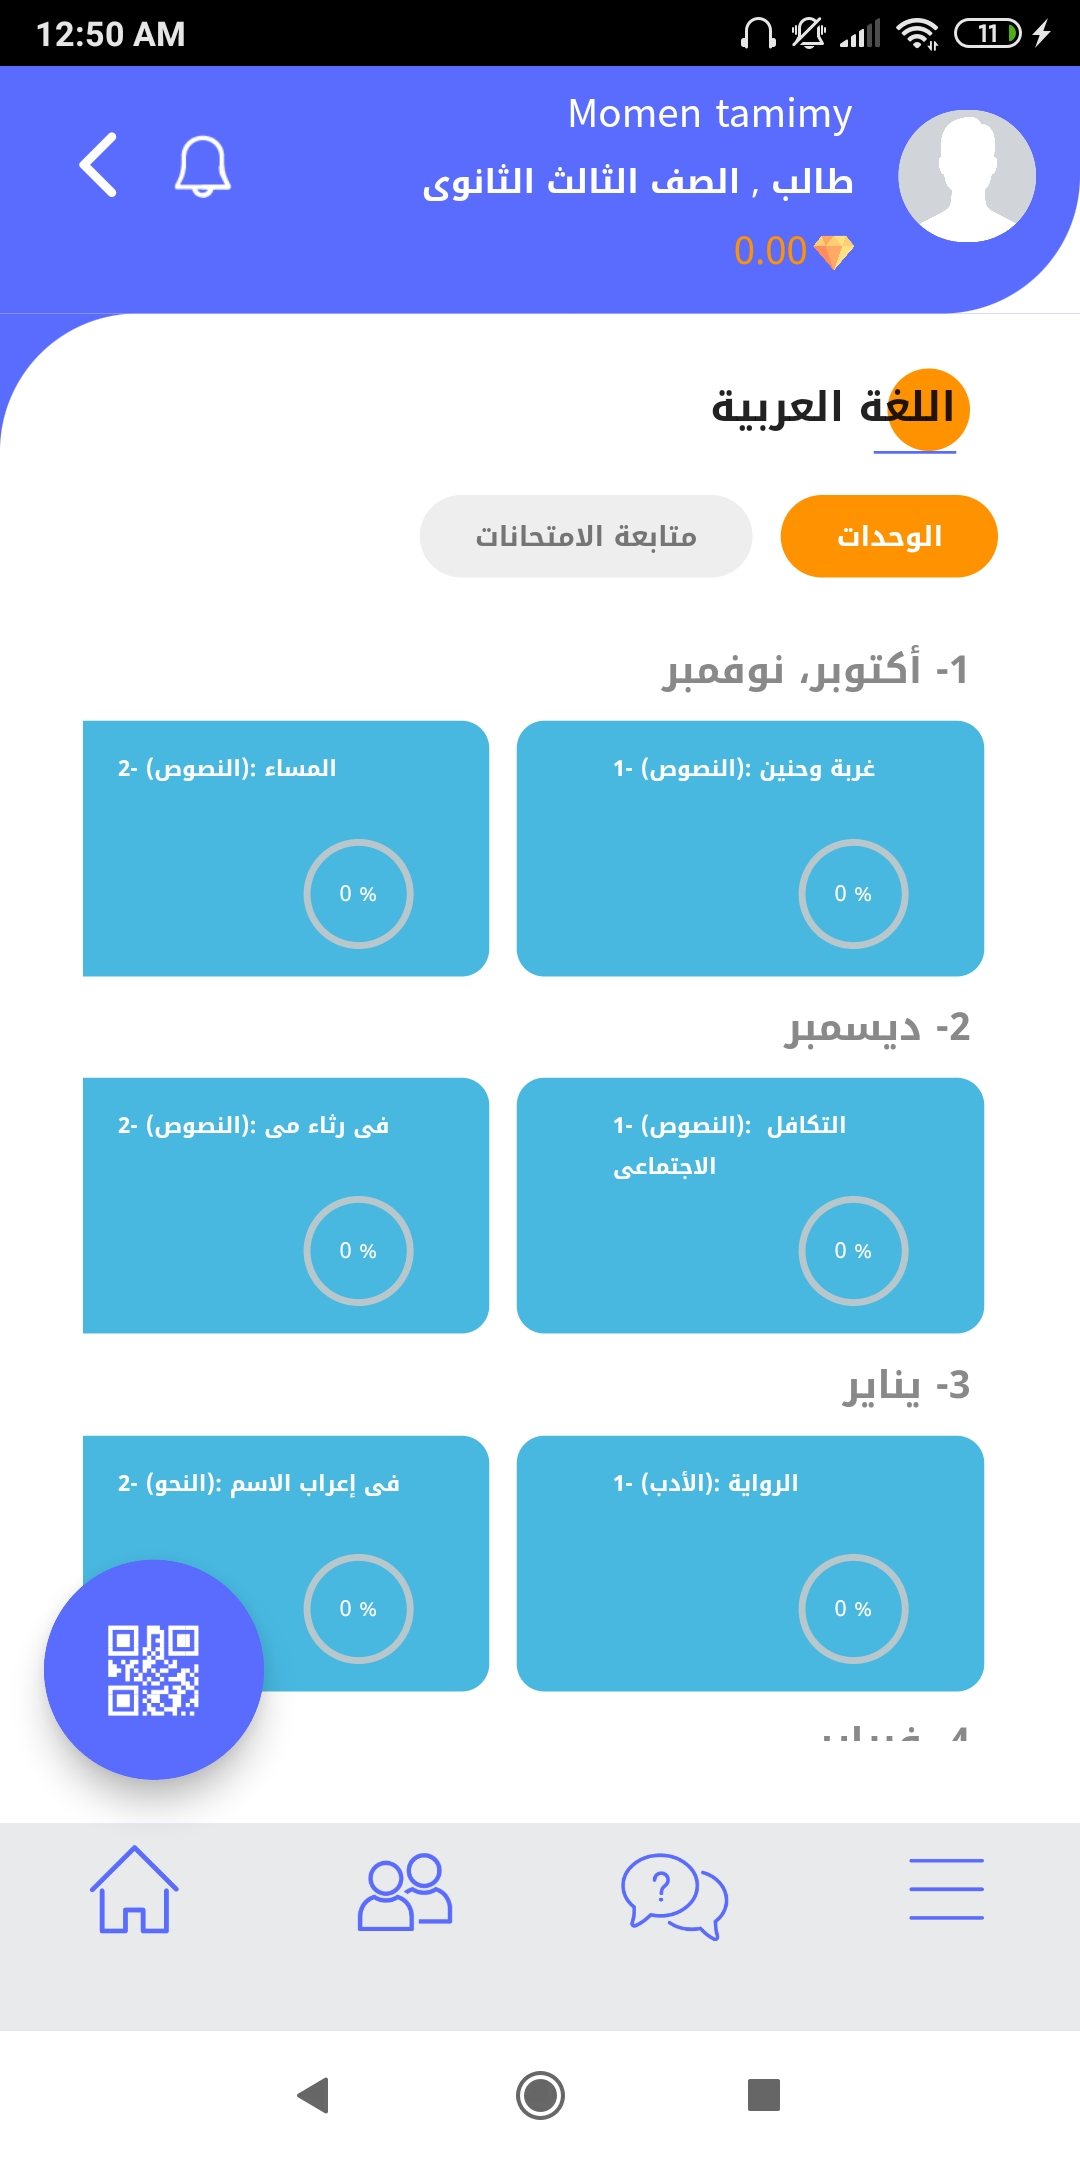 12:50 AM
11
Momen tamimy
طالب , الصف الثالث الثانوى
0.00
اللغة العربية
الوحدات
متابعة الامتحانات
1- أكتوبر، نوفمبر
1- (النصوص): غربة وحنين
0 %
2- (النصوص): المساء
0 %
2- ديسمبر
1- (النصوص): التكافل
الاجتماعى
0 %
2- (النصوص): فى رثاء مى
0 %
3- يناير
1- (الأدب): الرواية
0 %
2- (النحو): فى إعراب الاسم
0 %
4- فبراير